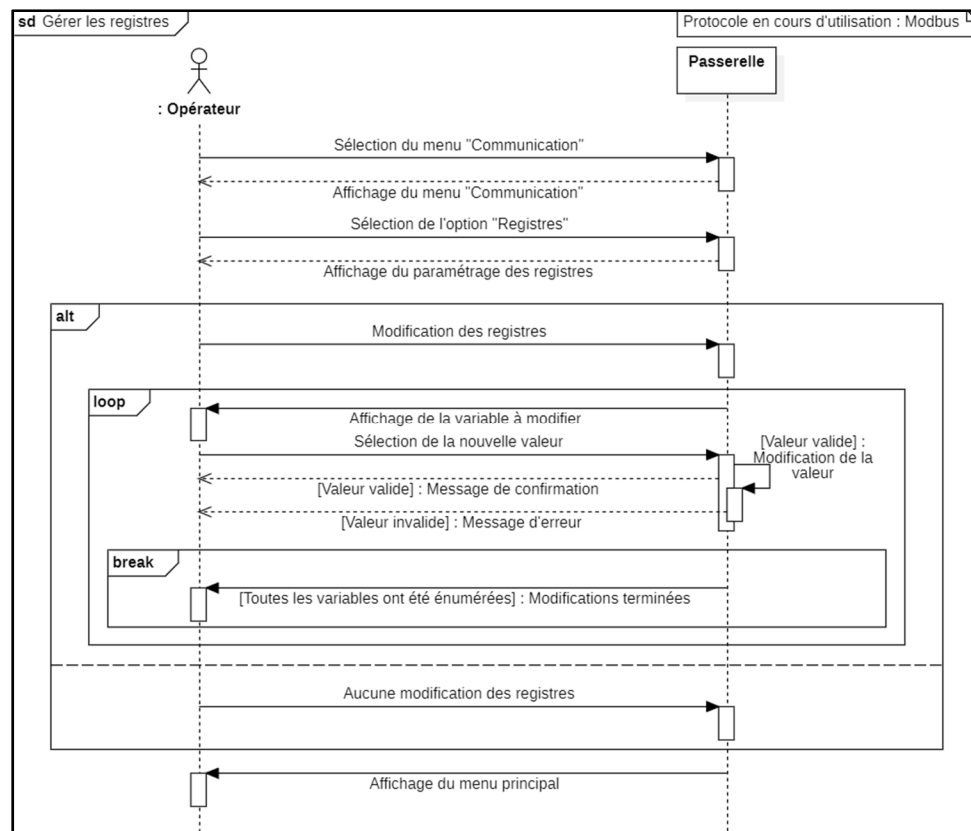 sd Gérer les registres
Protocole en cours d'utilisation : Modbus
Passerelle
: Opérateur
Sélection du menu "Communication"
Affichage du menu "Communication"
Sélection de l'option "Registres"
Affichage du paramétrage des registres
alt
Modification des registres
loop
Affichage de la variable à modifier
Sélection de la nouvelle valeur
[Valeur valide] :
Modification de la
valeur
[Valeur valide] : Message de confirmation
[Valeur invalide] : Message d'erreur
break
[Toutes les variables ont été énumérées] : Modifications terminées
Aucune modification des registres
Affichage du menu principal